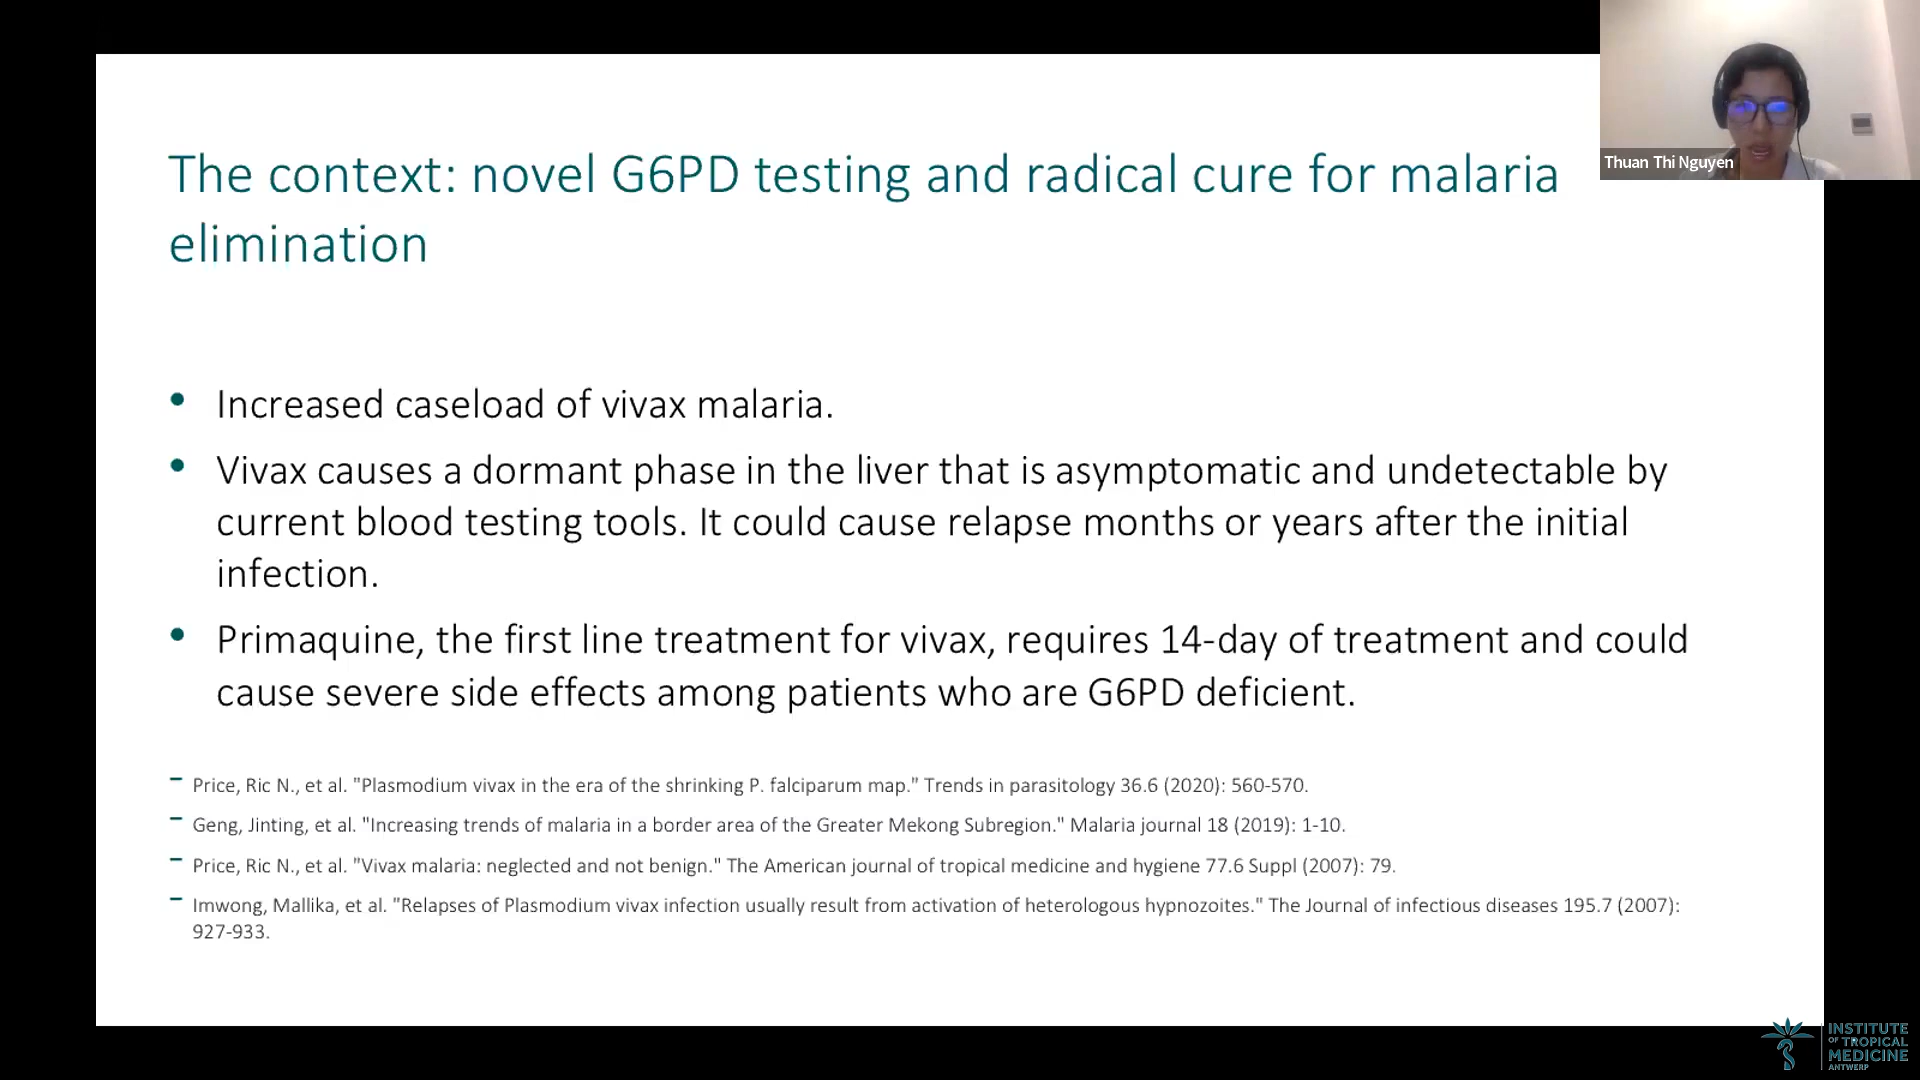 The context: novel G6PD testing and radical cure for malaria
elimination
Thuan Thi Nguyen
• Increased caseload of vivax malaria.
• Vivax causes a dormant phase in the liver that is asymptomatic and undetectable by
current blood testing tools. It could cause relapse months or years after the initial
infection.
• Primaquine, the first line treatment for vivax, requires 14-day of treatment and could
cause severe side effects among patients who are G6PD deficient.
– Price, Ric N., et al. "Plasmodium vivax in the era of the shrinking P. falciparum map." Trends in parasitology 36.6 (2020): 560-570.
– Geng, Jinting, et al. "Increasing trends of malaria in a border area of the Greater Mekong Subregion." Malaria journal 18 (2019): 1-10.
– Price, Ric N., et al. "Vivax malaria: neglected and not benign." The American journal of tropical medicine and hygiene 77.6 Suppl (2007): 79.
– Imwong, Mallika, et al. "Relapses of Plasmodium vivax infection usually result from activation of heterologous hypnozoites." The Journal of infectious diseases 195.7 (2007):
927-933.
INSTITUTE
OF TROPICAL
MEDICINE
ANTWERP